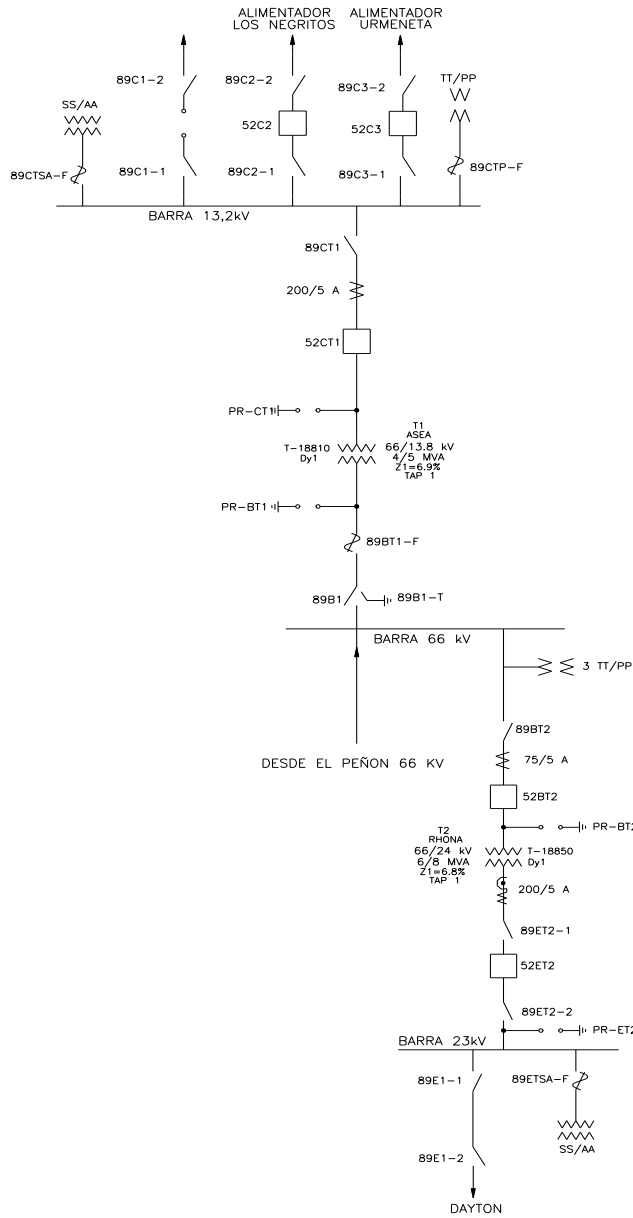 ALIMENTADOR
LOS NEGRITOS
ALIMENTADOR
URMENETA
89C1-2
89C2-2
89C3-2
TT/PP
SS/AA
52C2
52C3
89CTSA-F
89C1-1
89C2-1
89C3-1
89CTP-F
BARRA 13,2kV
89CT1
200/5 A
52CT1
PR-CT1
T-18810
Dy1
T1
ASEA
66/13.8 kV
4/5 MVA
Z1=6.9%
TAP 1
PR-BT1
89BT1-F
89B1
89B1-T
BARRA 66 kV
3 TT/PP
DESDE EL PEÑON 66 KV
89BT2
75/5 A
52BT2
PR-BT2
T2
RHONA
66/24 kV
6/8 MVA
Z1=6.8%
TAP 1
T-18850
Dy1
200/5 A
89ET2-1
52ET2
89ET2-2
PR-ET2
BARRA 23kV
89E1-1
89ETSA-F
89E1-2
SS/AA
DAYTON